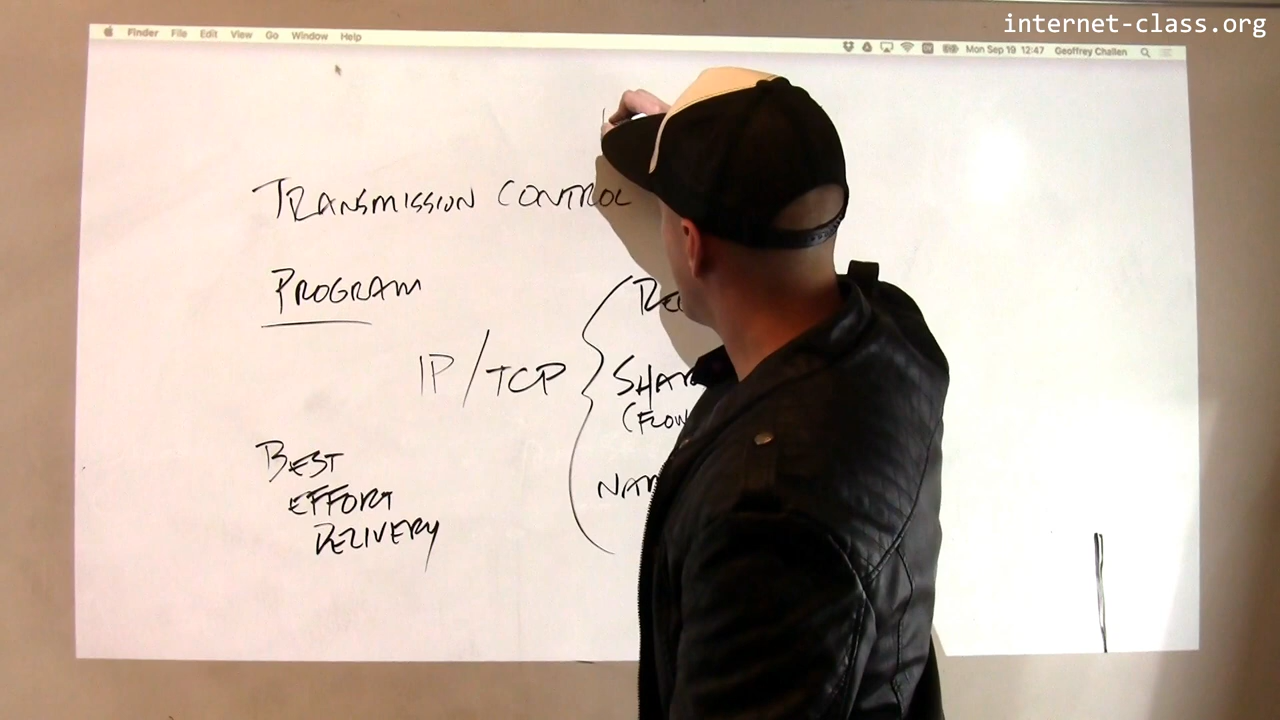 internet-class.org
Finder File Edit View Go Window Help
Mon Sep 19 12:47 Geoffrey Challen
TRANSMISSION CONTROL
PROGRAM
IP/TCP
(FLOW
BEST
EFFORT
DELIVERY